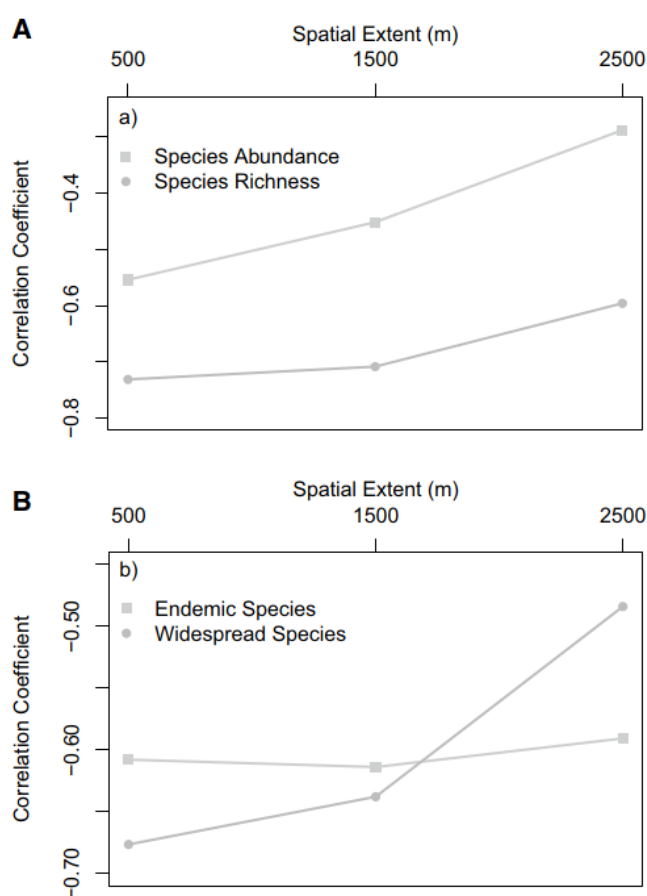 A
Spatial Extent (m)
500 1500 2500
a)
Species Abundance
Species Richness
Correlation Coefficient
−0.4
−0.6
−0.8
B
Spatial Extent (m)
500 1500 2500
b)
Endemic Species
Widespread Species
Correlation Coefficient
−0.50
−0.60
−0.70